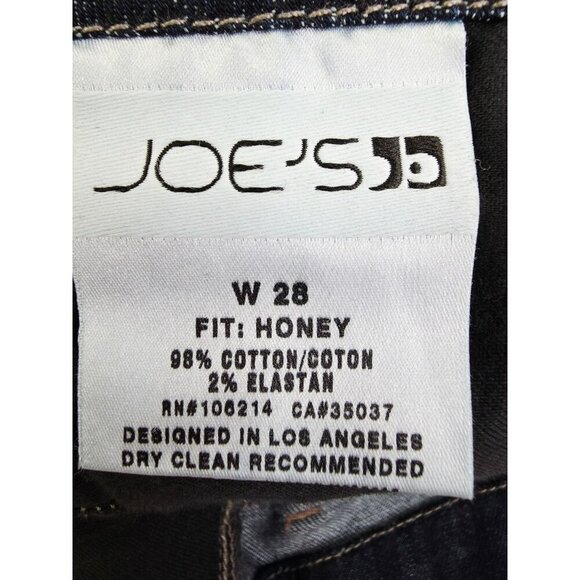 JOE'S
W 28
FIT: HONEY
98% COTTON/COTON
2% ELASTAN
RN#106214 CA#35037
DESIGNED IN LOS ANGELES
DRY CLEAN RECOMMENDED